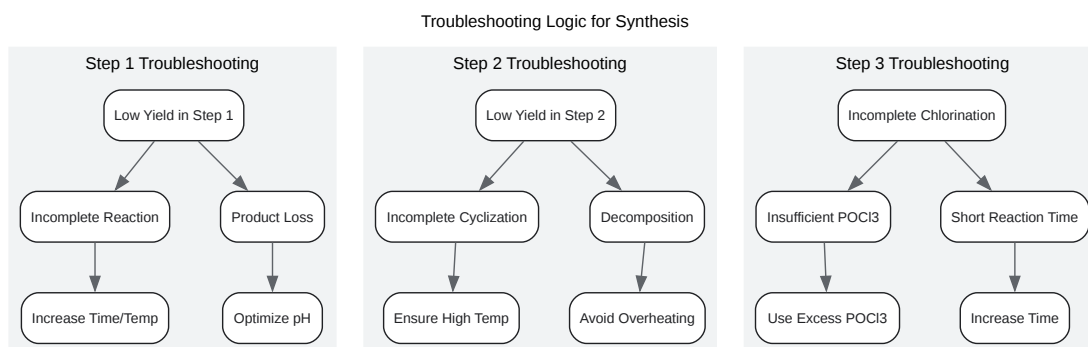 Troubleshooting Logic for Synthesis
Step 1 Troubleshooting
Low Yield in Step 1
Incomplete Reaction
Product Loss
Increase Time/Temp
Optimize pH
Step 2 Troubleshooting
Low Yield in Step 2
Incomplete Cyclization
Decomposition
Ensure High Temp
Avoid Overheating
Step 3 Troubleshooting
Incomplete Chlorination
Insufficient POCl3
Short Reaction Time
Use Excess POCl3
Increase Time